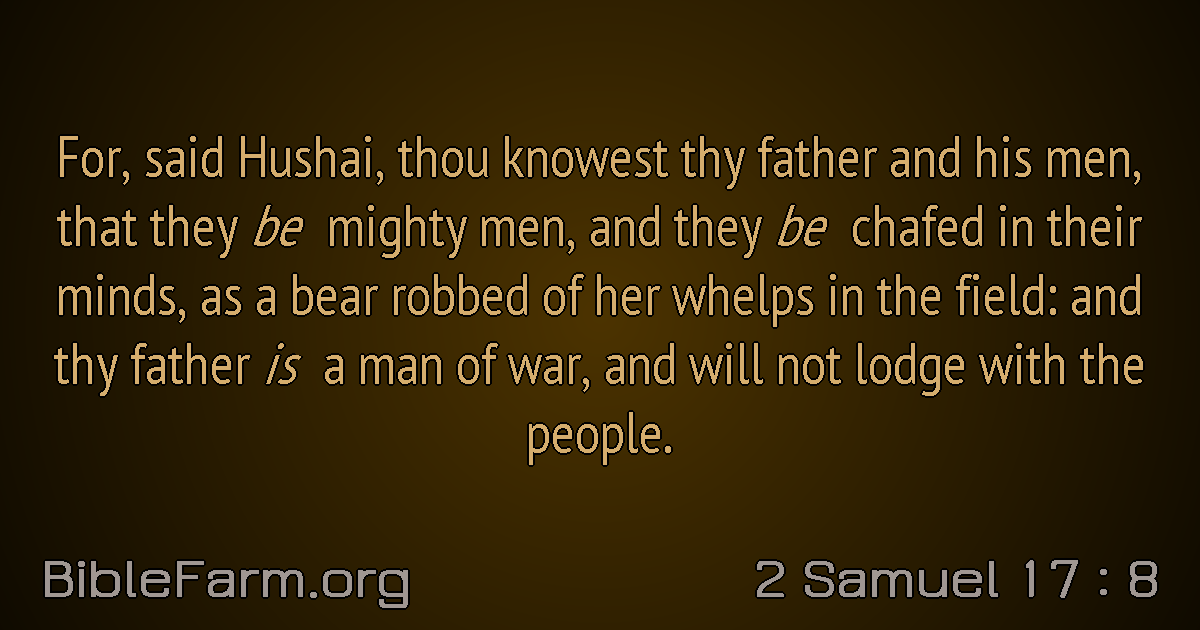 For, said Hushai, thou knowest thy father and his men,
that they be mighty men, and they be chafed in their
minds, as a bear robbed of her whelps in the field: and
thy father is a man of war, and will not lodge with the
people.
BibleFarm.org
2 Samuel 17 : 8